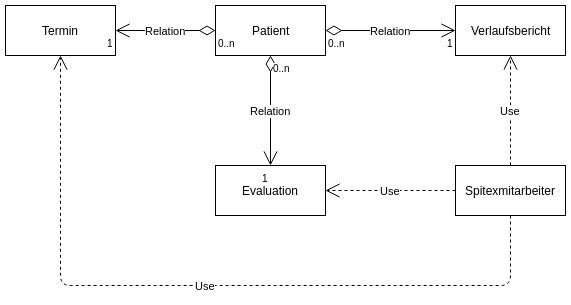 Termin
1
Relation
0..n
Patient
0..n
Relation
1
Verlaufsbericht
0..n
Relation
Use
1
Evaluation
Use
Spitexmitarbeiter
Use